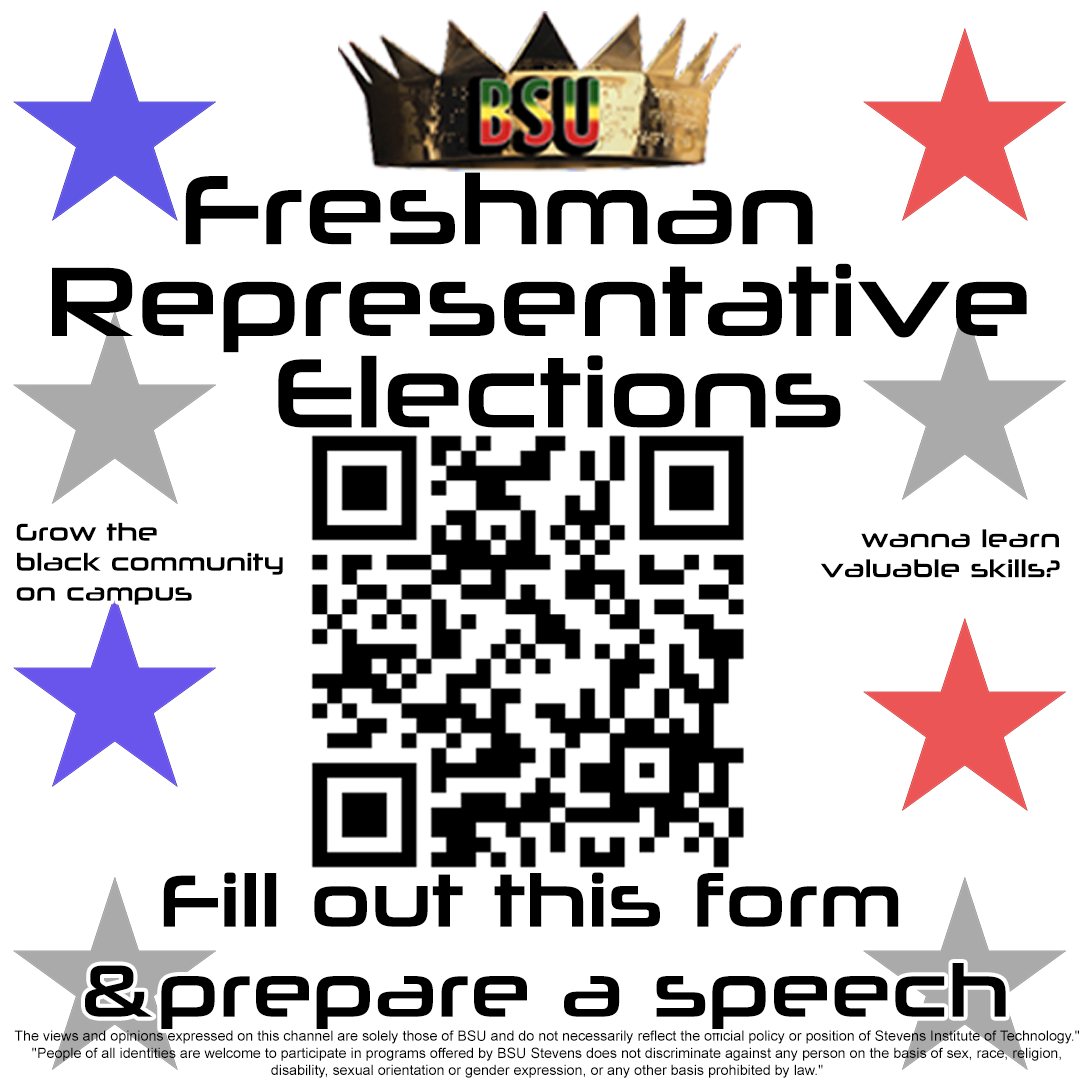 BSU
Freshman
Representative
Elections
Grow the
black community
on campus
wanna learn
valuable skills?
Fill out this form
& prepare a speech
The views and opinions expressed on this channel are solely those of BSU and do not necessarily reflect the official policy or position of Stevens Institute of Technology."
"People of all identities are welcome to participate in programs offered by BSU Stevens does not discriminate against any person on the basis of sex, race, religion,
disability, sexual orientation or gender expression, or any other basis prohibited by law."